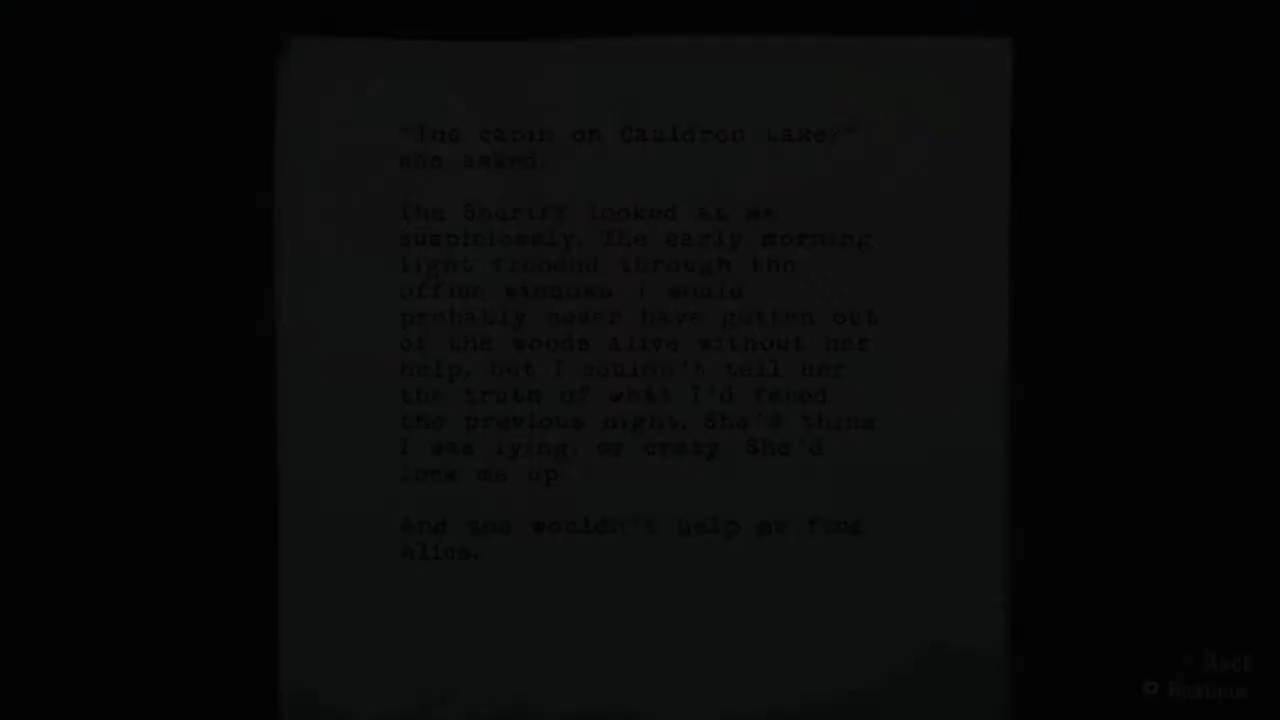 "The cabin on Cauldron Lake?"
she asked.
The Sheriff looked at me
suspiciously. The early morning
light flooded through the
office windows. I would
probably never have gotten out
of the woods alive without her
help, but I couldn't tell her
the truth of what I'd faced
the previous night. She'd think
I was lying, or crazy. She'd
lock me up.
And she wouldn't help me find
Alice.
Back
Resume